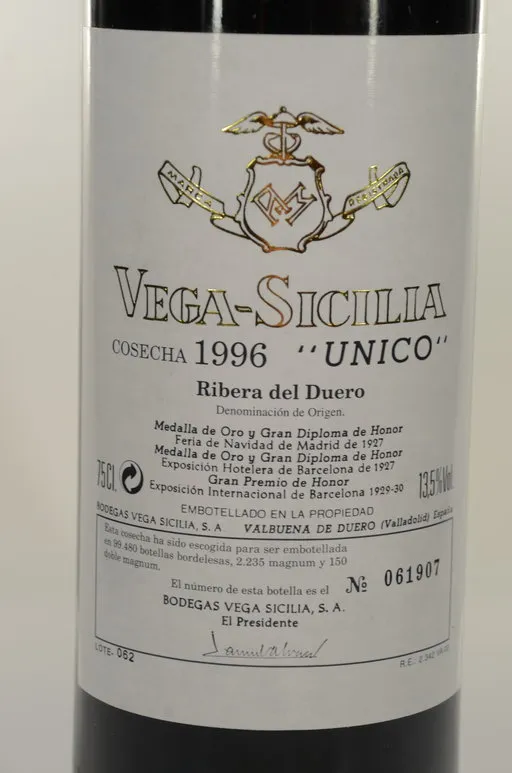 MARCA REGISTRADA
VEGA-SICILIA
COSECHA 1996 "UNICO"
Ribera del Duero
Denominación de Origen.
Medalla de Oro y Gran Diploma de Honor
Feria de Navidad de Madrid de 1927
Medalla de Oro y Gran Diploma de Honor
Exposición Hotelera de Barcelona de 1927
Gran Premio de Honor
Exposición Internacional de Barcelona 1929-30
75Cl. 13,5%Vol.
EMBOTELLADO EN LA PROPIEDAD
BODEGAS VEGA SICILIA, S. A. VALBUENA DE DUERO (Valladolid) España
Esta cosecha ha sido escogida para ser embotellada
en 99.480 botellas bordelesas, 2.235 magnum y 150
doble magnum.
El número de esta botella es el Nº 061907
BODEGAS VEGA SICILIA, S. A.
El Presidente
LOTE- 062 R.E.: